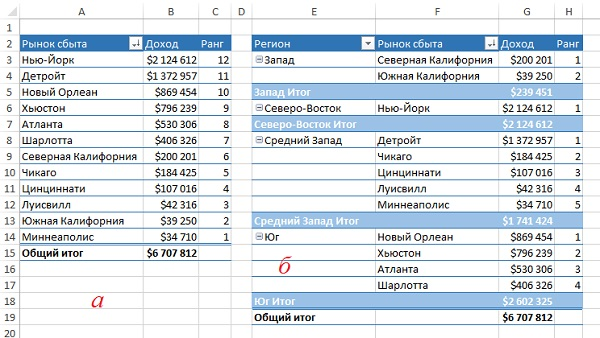 A B C D E F G H
1
2 Рынок сбыта Доход Ранг Регион Рынок сбыта Доход Ранг
3 Нью-Йорк $2 124 612 12 Запад Северная Калифорния $200 201 1
4 Детройт $1 372 957 11 Южная Калифорния $39 250 2
5 Новый Орлеан $869 454 10 Запад Итог $239 451
6 Хьюстон $796 239 9 Северо-Восток Нью-Йорк $2 124 612 1
7 Атланта $530 306 8 Северо-Восток Итог $2 124 612
8 Шарлотта $406 326 7 Средний Запад Детройт $1 372 957 1
9 Северная Калифорния $200 201 6 Чикаго $184 425 2
10 Чикаго $184 425 5 Цинциннати $107 016 3
11 Цинциннати $107 016 4 Луисвилл $42 316 4
12 Луисвилл $42 316 3 Миннеаполис $34 710 5
13 Южная Калифорния $39 250 2 Средний Запад Итог $1 741 424
14 Миннеаполис $34 710 1 Юг Новый Орлеан $869 454 1
15 Общий итог $6 707 812 Хьюстон $796 239 2
16 б Атланта $530 306 3
17 Шарлотта $406 326 4
18 а Юг Итог $2 602 325
19 Общий итог $6 707 812
20